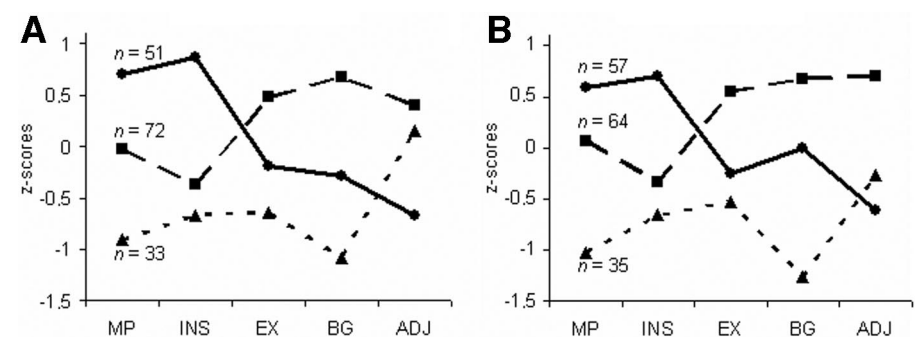 A
1
0.5
0
-0.5
-1
-1.5
z-scores
n = 51
n = 72
n = 33
MP INS EX BG ADJ
B
1
0.5
0
-0.5
-1
-1.5
z-scores
n = 57
n = 64
n = 35
MP INS EX BG ADJ